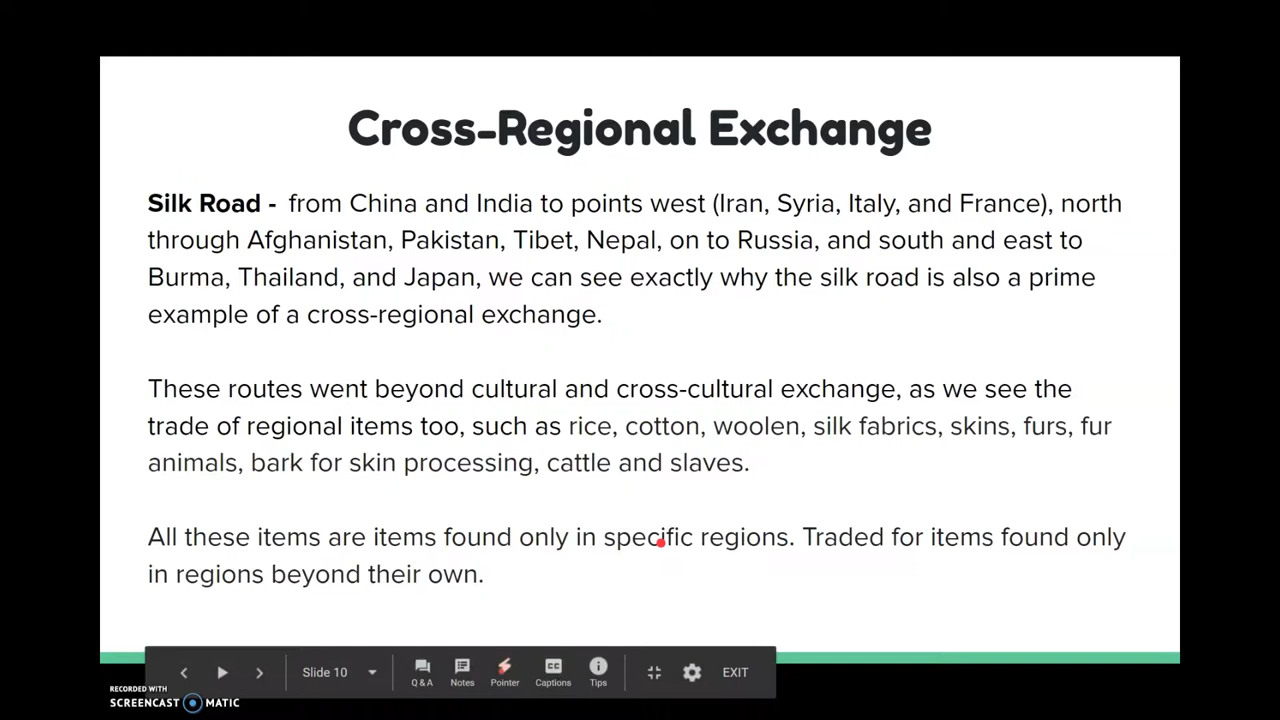 Cross-Regional Exchange
Silk Road - from China and India to points west (Iran, Syria, Italy, and France), north
through Afghanistan, Pakistan, Tibet, Nepal, on to Russia, and south and east to
Burma, Thailand, and Japan, we can see exactly why the silk road is also a prime
example of a cross-regional exchange.
These routes went beyond cultural and cross-cultural exchange, as we see the
trade of regional items too, such as rice, cotton, woolen, silk fabrics, skins, furs, fur
animals, bark for skin processing, cattle and slaves.
All these items are items found only in specific regions. Traded for items found only
in regions beyond their own.
Slide 10
Q & A
Notes
Pointer
CC
Captions
Tips
EXIT
RECORDED WITH
SCREENCAST MATIC